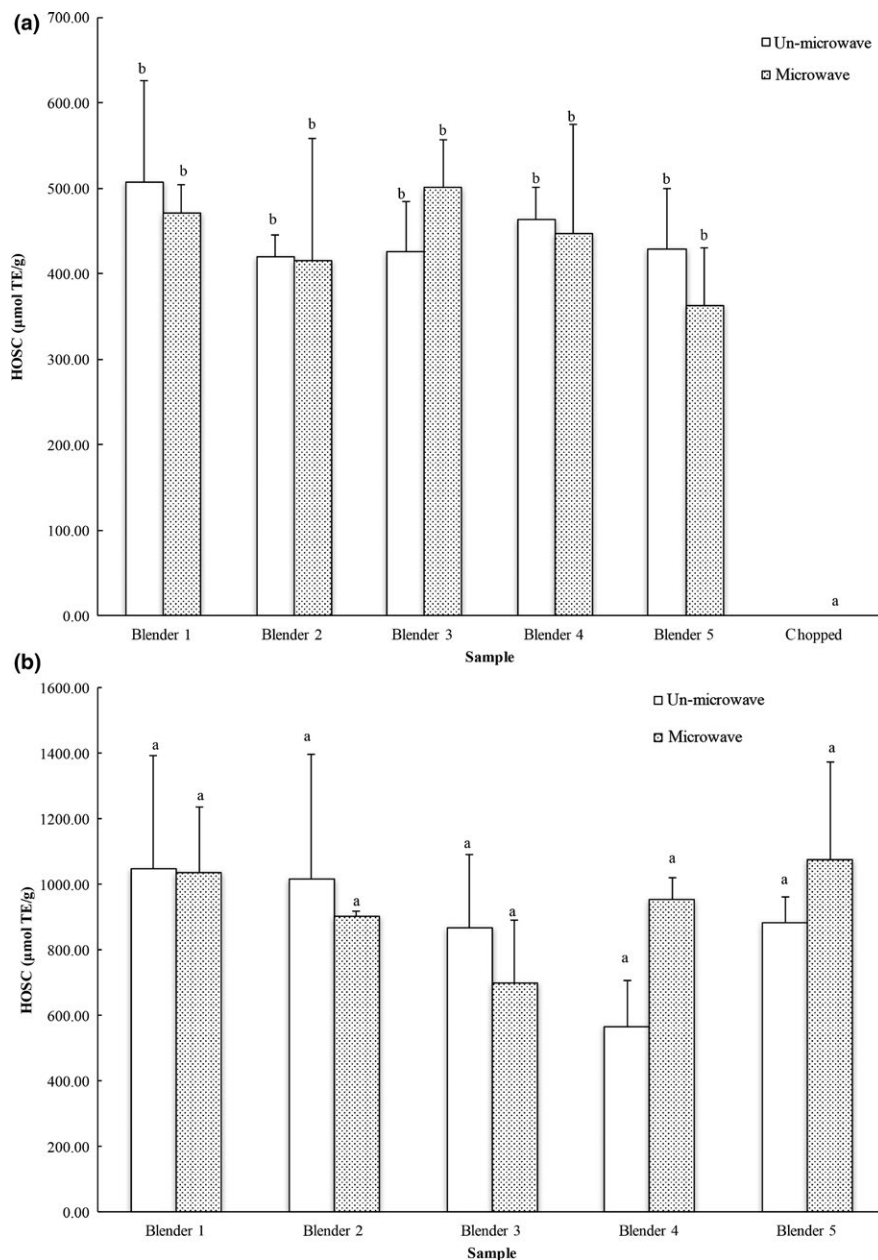 (a)
700.00
600.00
500.00
400.00
300.00
200.00
100.00
0.00
HOSC (µmol TE/g)
Un-microwave
Microwave
b
b
b
b
b
b
b
b
b
b
a
Blender 1 Blender 2 Blender 3 Blender 4 Blender 5 Chopped
Sample
(b)
1600.00
1400.00
1200.00
1000.00
800.00
600.00
400.00
200.00
0.00
HOSC (µmol TE/g)
Un-microwave
Microwave
a
a
a
a
a
a
a
a
a
a
Blender 1 Blender 2 Blender 3 Blender 4 Blender 5
Sample